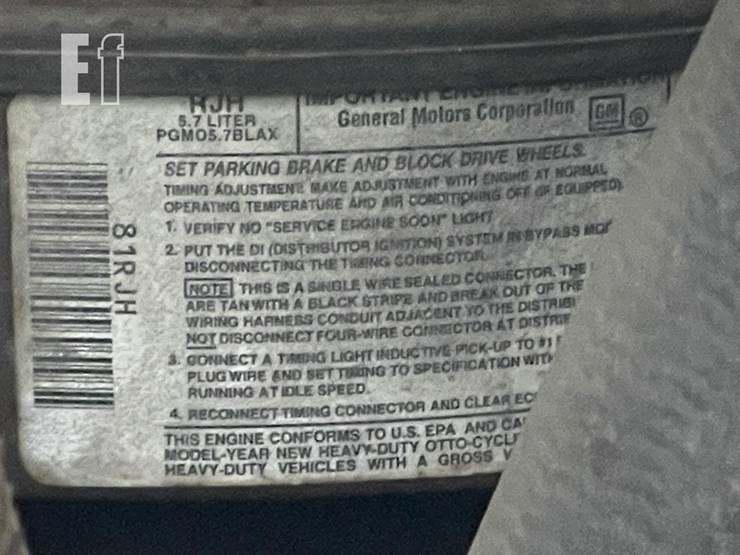 Ef
RJH
5.7 LITER
PGM05.7BLAX
IMPORTANT ENGINE INFORMATION
General Motors Corporation GM ®
SET PARKING BRAKE AND BLOCK DRIVE WHEELS.
TIMING ADJUSTMENT: MAKE ADJUSTMENT WITH ENGINE AT NORMAL
OPERATING TEMPERATURE AND AIR CONDITIONING OFF (IF EQUIPPED)
1. VERIFY NO "SERVICE ENGINE SOON" LIGHT
2. PUT THE DI (DISTRIBUTOR IGNITION) SYSTEM IN BYPASS
DISCONNECTING THE TIMING CONNECTOR.
NOTE THIS IS A SINGLE WIRE SEALED CONNECTOR. THE
ARE TAN WITH A BLACK STRIPE AND BREAK OUT OF THE
WIRING HARNESS CONDUIT ADJACENT TO THE
NOT DISCONNECT FOUR-WIRE CONNECTOR AT
3. CONNECT A TIMING LIGHT INDUCTIVE PICK-UP TO #1
PLUG WIRE AND SET TIMING TO SPECIFICATION WITH
RUNNING AT IDLE SPEED.
4. RECONNECT TIMING CONNECTOR AND CLEAR
THIS ENGINE CONFORMS TO U.S. EPA AND
MODEL-YEAR NEW HEAVY-DUTY
HEAVY-DUTY VEHICLES WITH A GROSS
81RJH